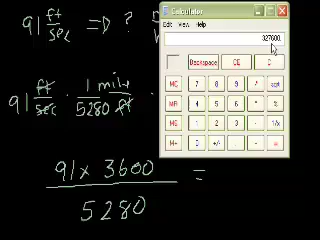 91 ft/sec = D ?
91 ft/sec · 1 mile/5280 ft ·
91 x 3600 / 5280 =
Calculator
Edit View Help
327600.
Backspace CE C
MC 7 8 9 / sqrt
MR 4 5 6 * %
MS 1 2 3 - 1/x
M+ 0 +/- . + =